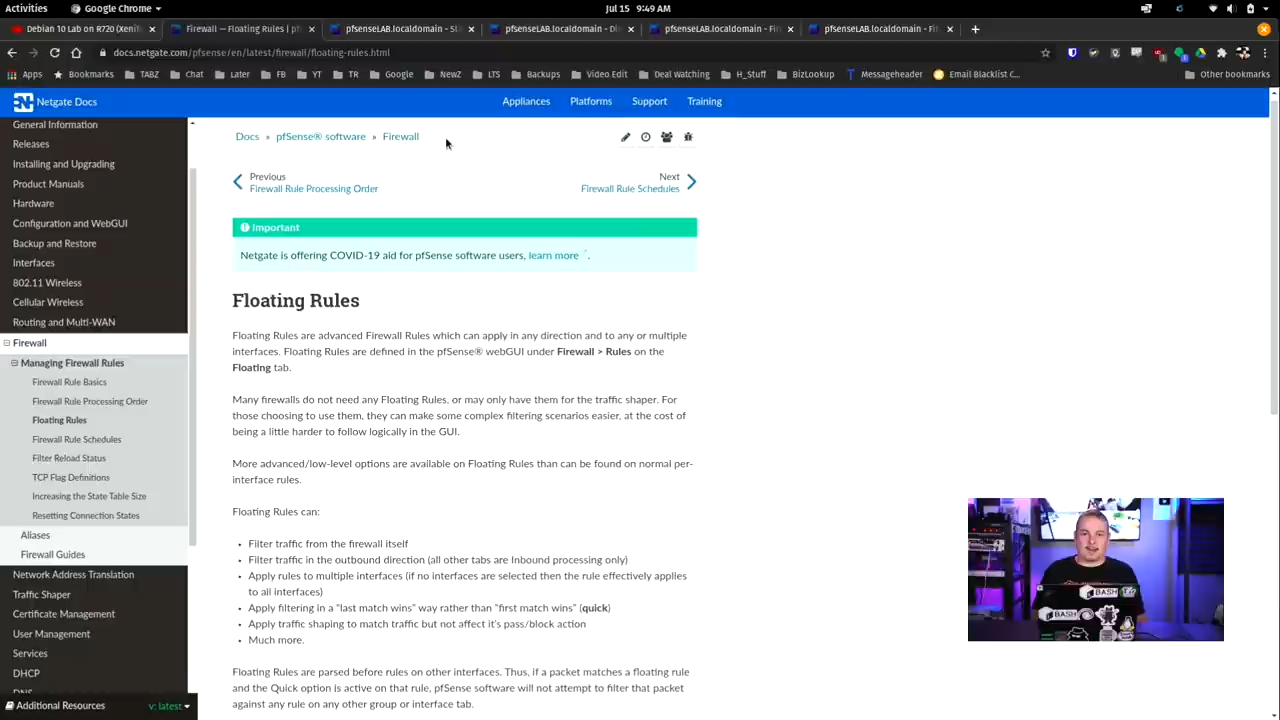 Activities
Google Chrome
Jul 15 9:49 AM
Debian 10 Lab on R720 (Xeni
Firewall — Floating Rules | pf
pfsenseLAB.localdomain - Sta
pfsenseLAB.localdomain - Di
pfsenseLAB.localdomain - Fir
pfsenseLAB.localdomain - Fi
docs.netgate.com/pfsense/en/latest/firewall/floating-rules.html
Apps
Bookmarks
TABZ
Chat
Later
FB
YT
TR
Google
NewZ
LTS
Backups
Video Edit
Deal Watching
H_Stuff
BizLookup
Messageheader
Email Blacklist C...
Other bookmarks
Netgate Docs
Appliances
Platforms
Support
Training
General Information
Releases
Installing and Upgrading
Product Manuals
Hardware
Configuration and WebGUI
Backup and Restore
Interfaces
802.11 Wireless
Cellular Wireless
Routing and Multi-WAN
Firewall
Managing Firewall Rules
Firewall Rule Basics
Firewall Rule Processing Order
Floating Rules
Firewall Rule Schedules
Filter Reload Status
TCP Flag Definitions
Increasing the State Table Size
Resetting Connection States
Aliases
Firewall Guides
Network Address Translation
Traffic Shaper
Certificate Management
User Management
Services
DHCP
DNS
Additional Resources
v: latest
Docs » pfSense® software » Firewall
Previous
Firewall Rule Processing Order
Next
Firewall Rule Schedules
Important
Netgate is offering COVID-19 aid for pfSense software users, learn more .
Floating Rules
Floating Rules are advanced Firewall Rules which can apply in any direction and to any or multiple
interfaces. Floating Rules are defined in the pfSense® webGUI under Firewall > Rules on the
Floating tab.
Many firewalls do not need any Floating Rules, or may only have them for the traffic shaper. For
those choosing to use them, they can make some complex filtering scenarios easier, at the cost of
being a little harder to follow logically in the GUI.
More advanced/low-level options are available on Floating Rules than can be found on normal per-
interface rules.
Floating Rules can:
• Filter traffic from the firewall itself
• Filter traffic in the outbound direction (all other tabs are Inbound processing only)
• Apply rules to multiple interfaces (if no interfaces are selected then the rule effectively applies
to all interfaces)
• Apply filtering in a "last match wins" way rather than "first match wins" (quick)
• Apply traffic shaping to match traffic but not affect it's pass/block action
• Much more.
Floating Rules are parsed before rules on other interfaces. Thus, if a packet matches a floating rule
and the Quick option is active on that rule, pfSense software will not attempt to filter that packet
against any rule on any other group or interface tab.
BASH
BASH